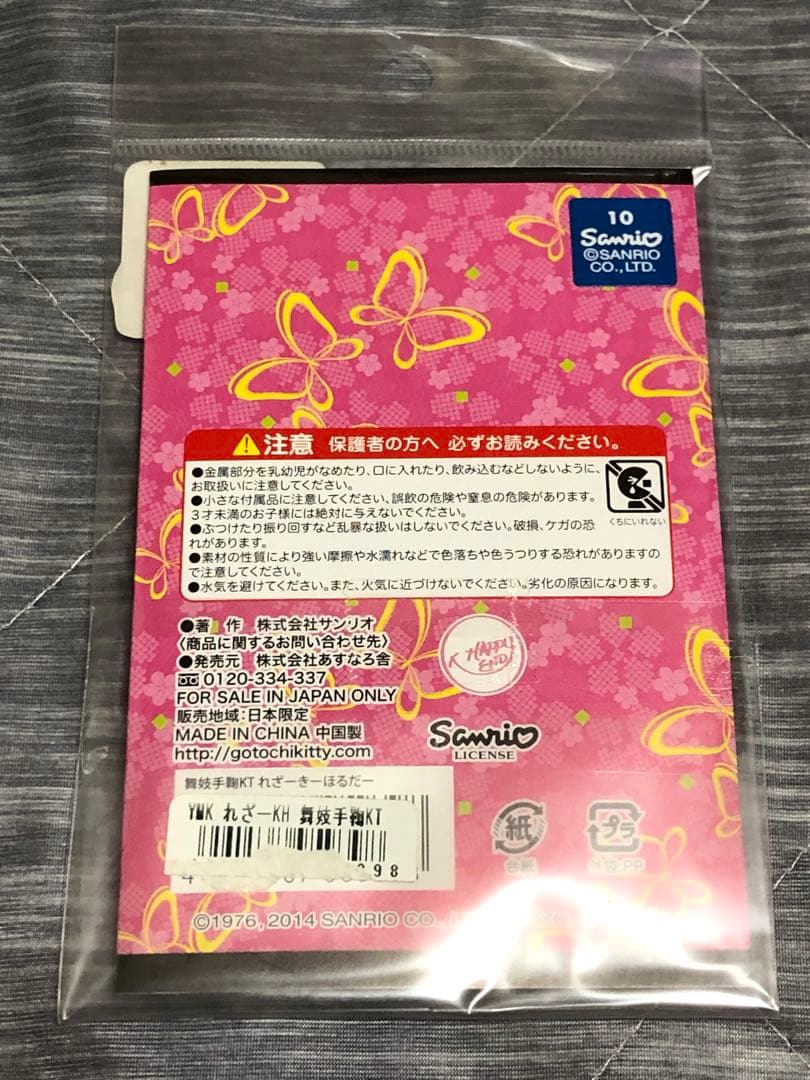 10
Sanrio
©SANRIO
CO.,LTD.
注意 保護者の方へ 必ずお読みください。
●金属部分を乳幼児がなめたり、口に入れたり、飲み込むなどしないように、
お取扱いに注意してください。
●小さな付属品に注意してください、誤飲の危険や窒息の危険があります。
3才未満のお子様には絶対に与えないでください。
●ぶつけたり振り回すなど乱暴な扱いはしないでください。破損、ケガの恐
れがあります。
●素材の性質により強い摩擦や水濡れなどで色落ちや色うつりする恐れがありますの
で注意してください。
●水気を避けてください。また、火気に近づけないでください。劣化の原因になります。
くちにいれない
●著 作 株式会社サンリオ
〈商品に関するお問い合わせ先〉
●発売元 株式会社あすなろ舎
0120-334-337
FOR SALE IN JAPAN ONLY
販売地域:日本限定
MADE IN CHINA 中国製
http://gotochikitty.com
K HAPPY
END!
Sanrio
LICENSE
舞妓手鞠KT れざーきーほるだー
YMK れざーKH 舞妓手鞠KT
398
紙
台紙
プラ
PP
©1976, 2014 SANRIO CO.,